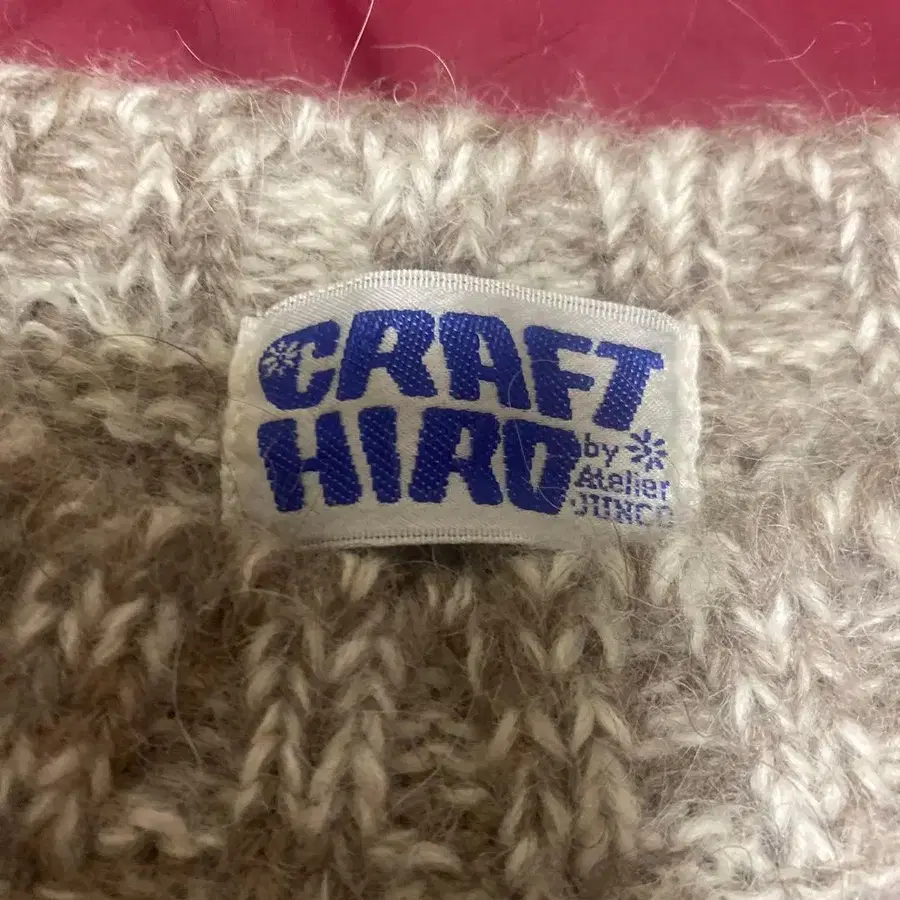 CRAFT
HIRO
by
Atelier
JUNCO